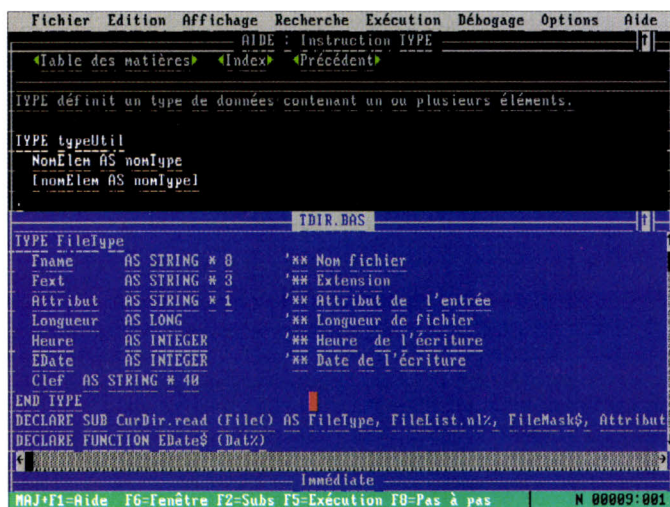 Fichier Edition Affichage Recherche Exécution Débogage Options Aide
AIDE : Instruction TYPE
Table des matières Index Précédent
TYPE définit un type de données contenant un ou plusieurs éléments.
TYPE typeUtil
NomElem AS nomType
[nomElem AS nomType]
.
TDIR.BAS
TYPE FileType
Fname AS STRING * 8 '** Nom fichier
Fext AS STRING * 3 '** Extension
Attribut AS STRING * 1 '** Attribut de l'entrée
Longueur AS LONG '** Longueur de fichier
Heure AS INTEGER '** Heure de l'écriture
EDate AS INTEGER '** Date de l'écriture
Clef AS STRING * 40
END TYPE
DECLARE SUB CurDir.read (File() AS FileType, FileList.nl%, FileMask$, Attribut
DECLARE FUNCTION EDate$ (Dat%)
Immédiate
MAJ+F1=Aide F6=Fenêtre F2=Subs F5=Exécution F8=Pas à pas N 00009:001